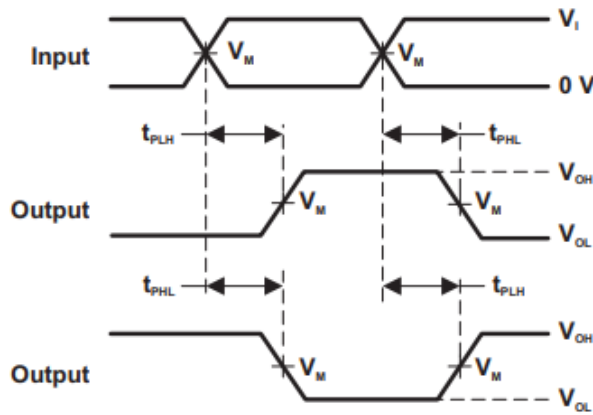 V_I
Input V_M V_M
0 V
t_PLH t_PHL
V_OH
Output V_M V_M
V_OL
t_PHL t_PLH
V_OH
Output V_M V_M
V_OL